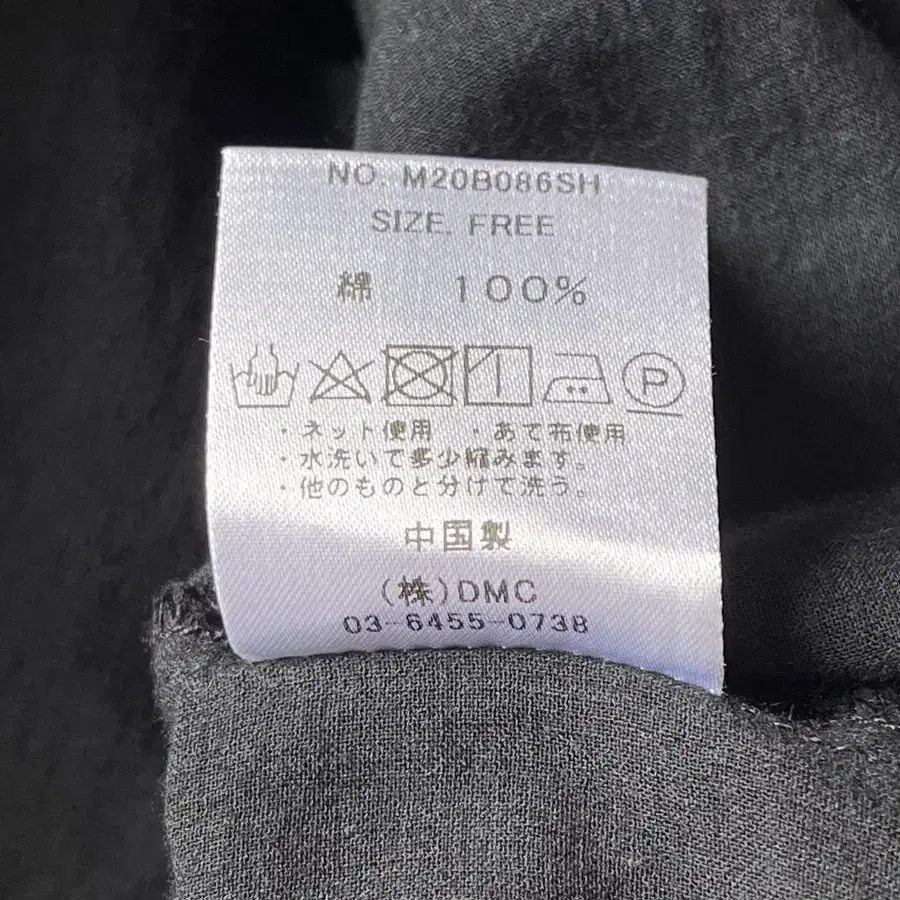 NO. M20B086SH
SIZE. FREE
綿 100%
P
・ネット使用 ・あて布使用
・水洗いで多少縮みます。
・他のものと分けて洗う。
中国製
(株)DMC
03-6455-0738